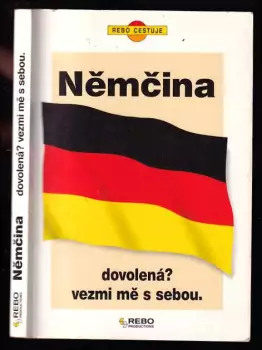 REBO CESTUJE
Němčina
dovolená?
vezmi mě s sebou.
REBO
PRODUCTIONS
Němčina dovolená? vezmi mě s sebou.
REBO
PRODUCTIONS